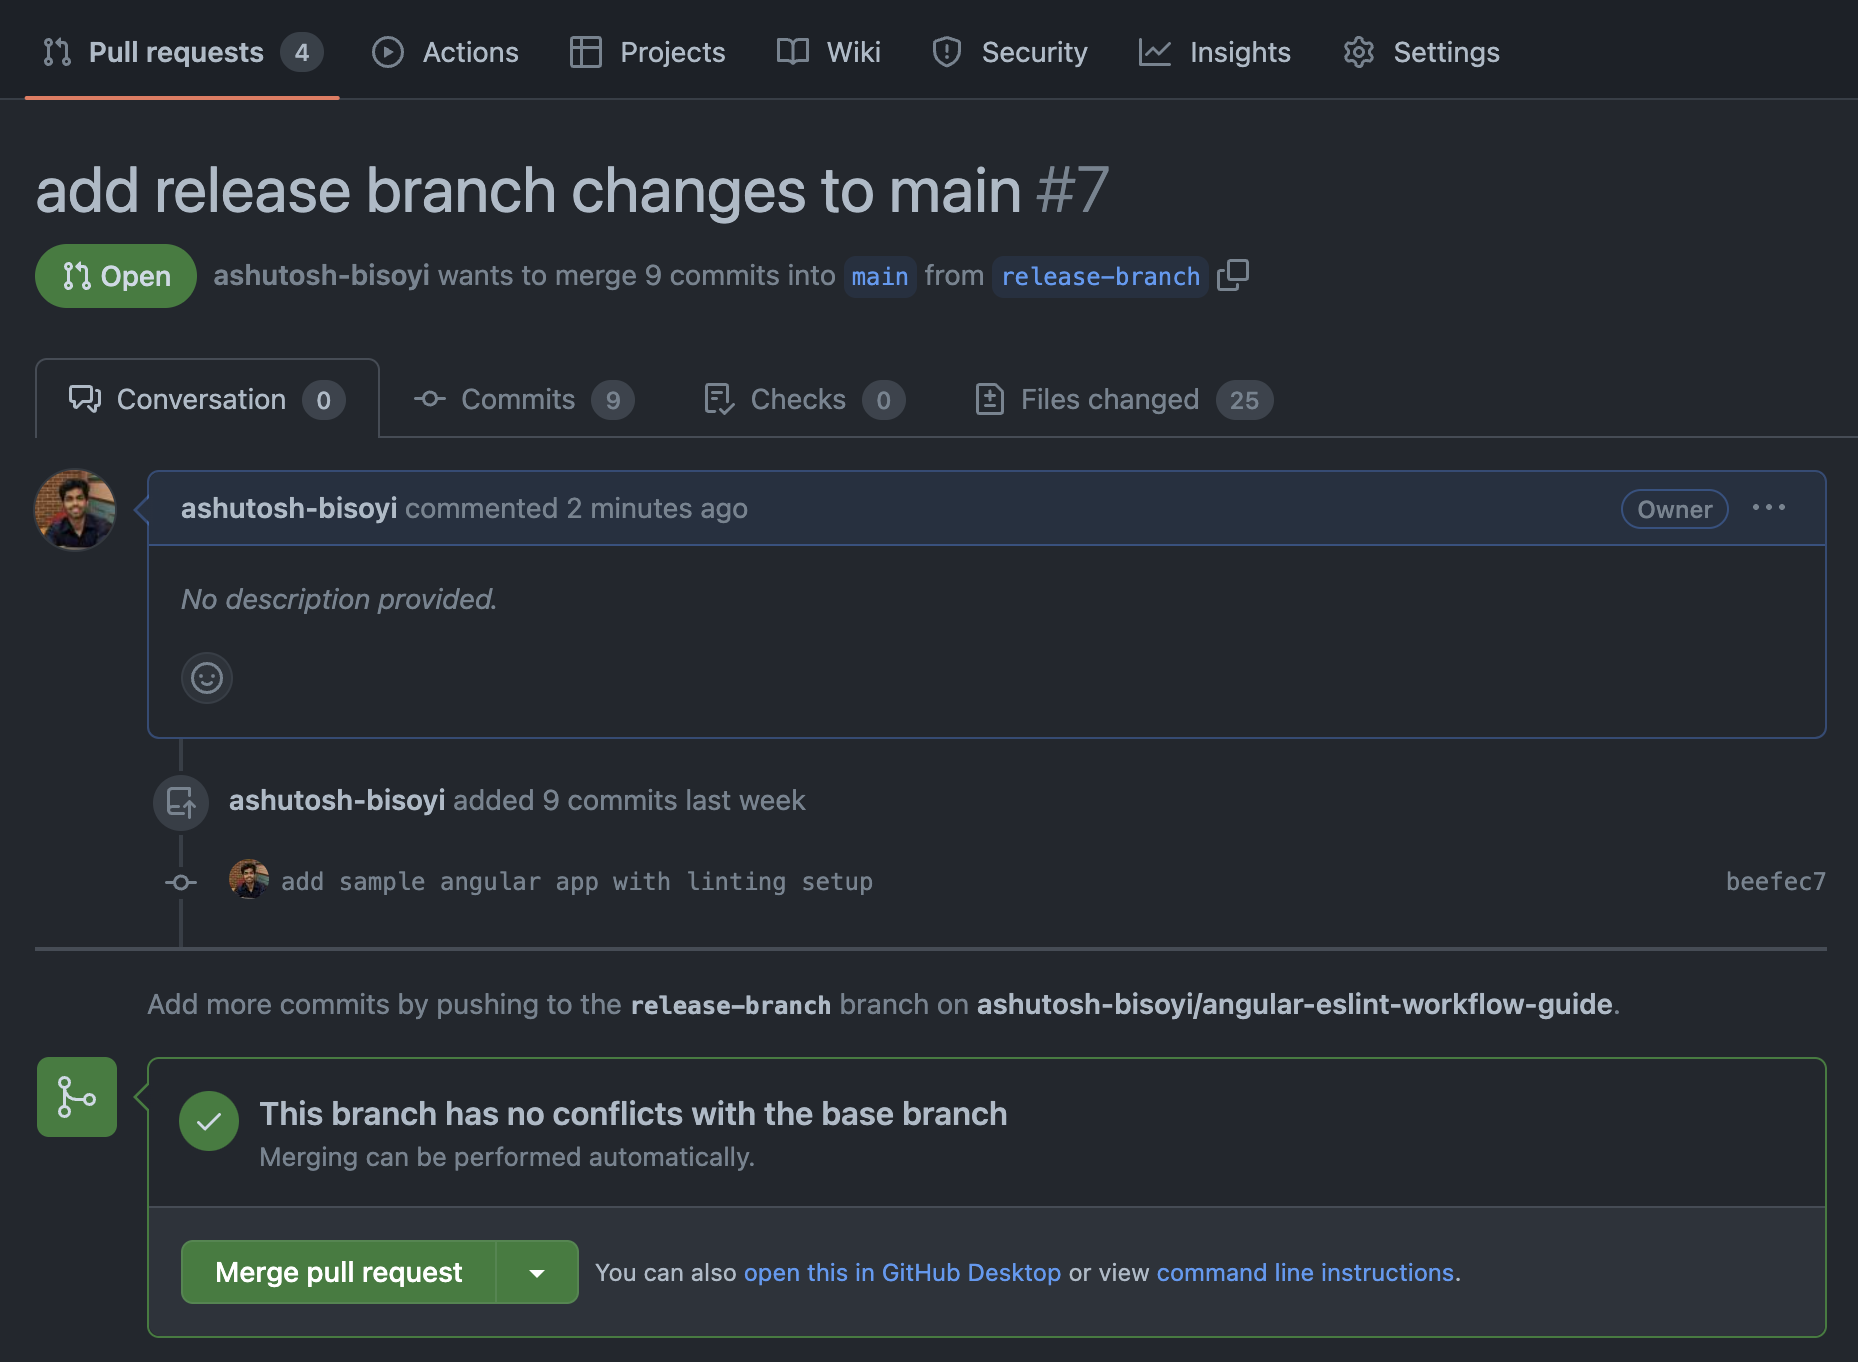 Pull requests 4 Actions Projects Wiki Security Insights Settings
add release branch changes to main #7
Open ashutosh-bisoyi wants to merge 9 commits into main from release-branch
Conversation 0 Commits 9 Checks 0 Files changed 25
ashutosh-bisoyi commented 2 minutes ago Owner
No description provided.
ashutosh-bisoyi added 9 commits last week
add sample angular app with linting setup beefec7
Add more commits by pushing to the release-branch branch on ashutosh-bisoyi/angular-eslint-workflow-guide.
This branch has no conflicts with the base branch
Merging can be performed automatically.
Merge pull request You can also open this in GitHub Desktop or view command line instructions.